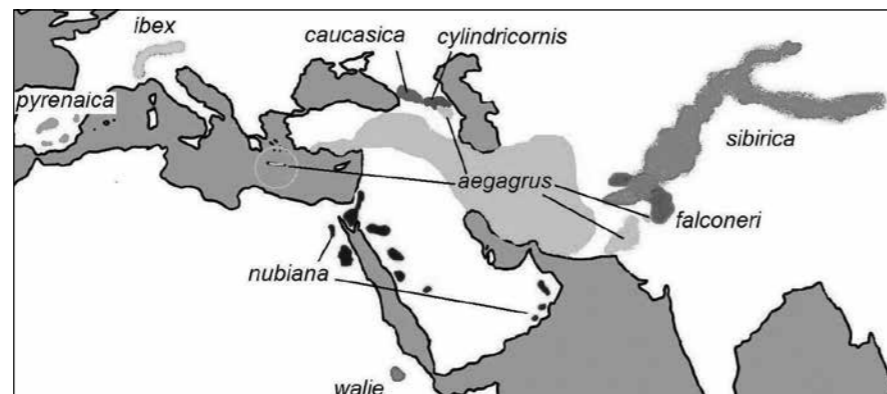 ibex
caucasica
cylindricornis
pyrenaica
sibirica
aegagrus
falconeri
nubiana
walie